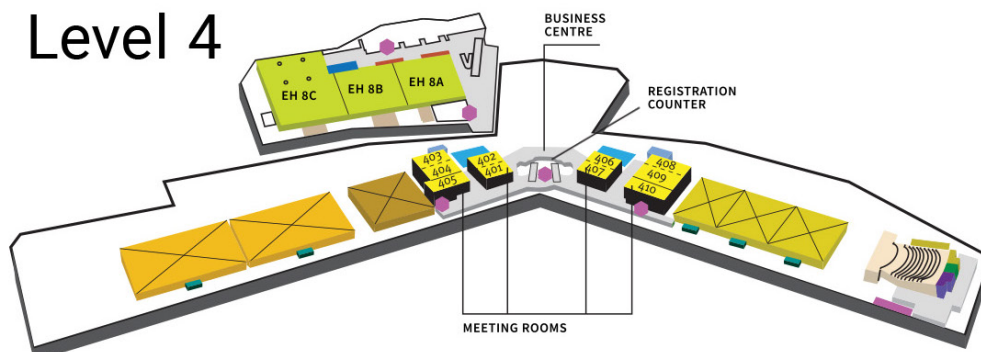 Level 4
BUSINESS
CENTRE
EH 8C
EH 8B
EH 8A
REGISTRATION
COUNTER
403
404
405
402
401
406
407
408
409
410
MEETING ROOMS